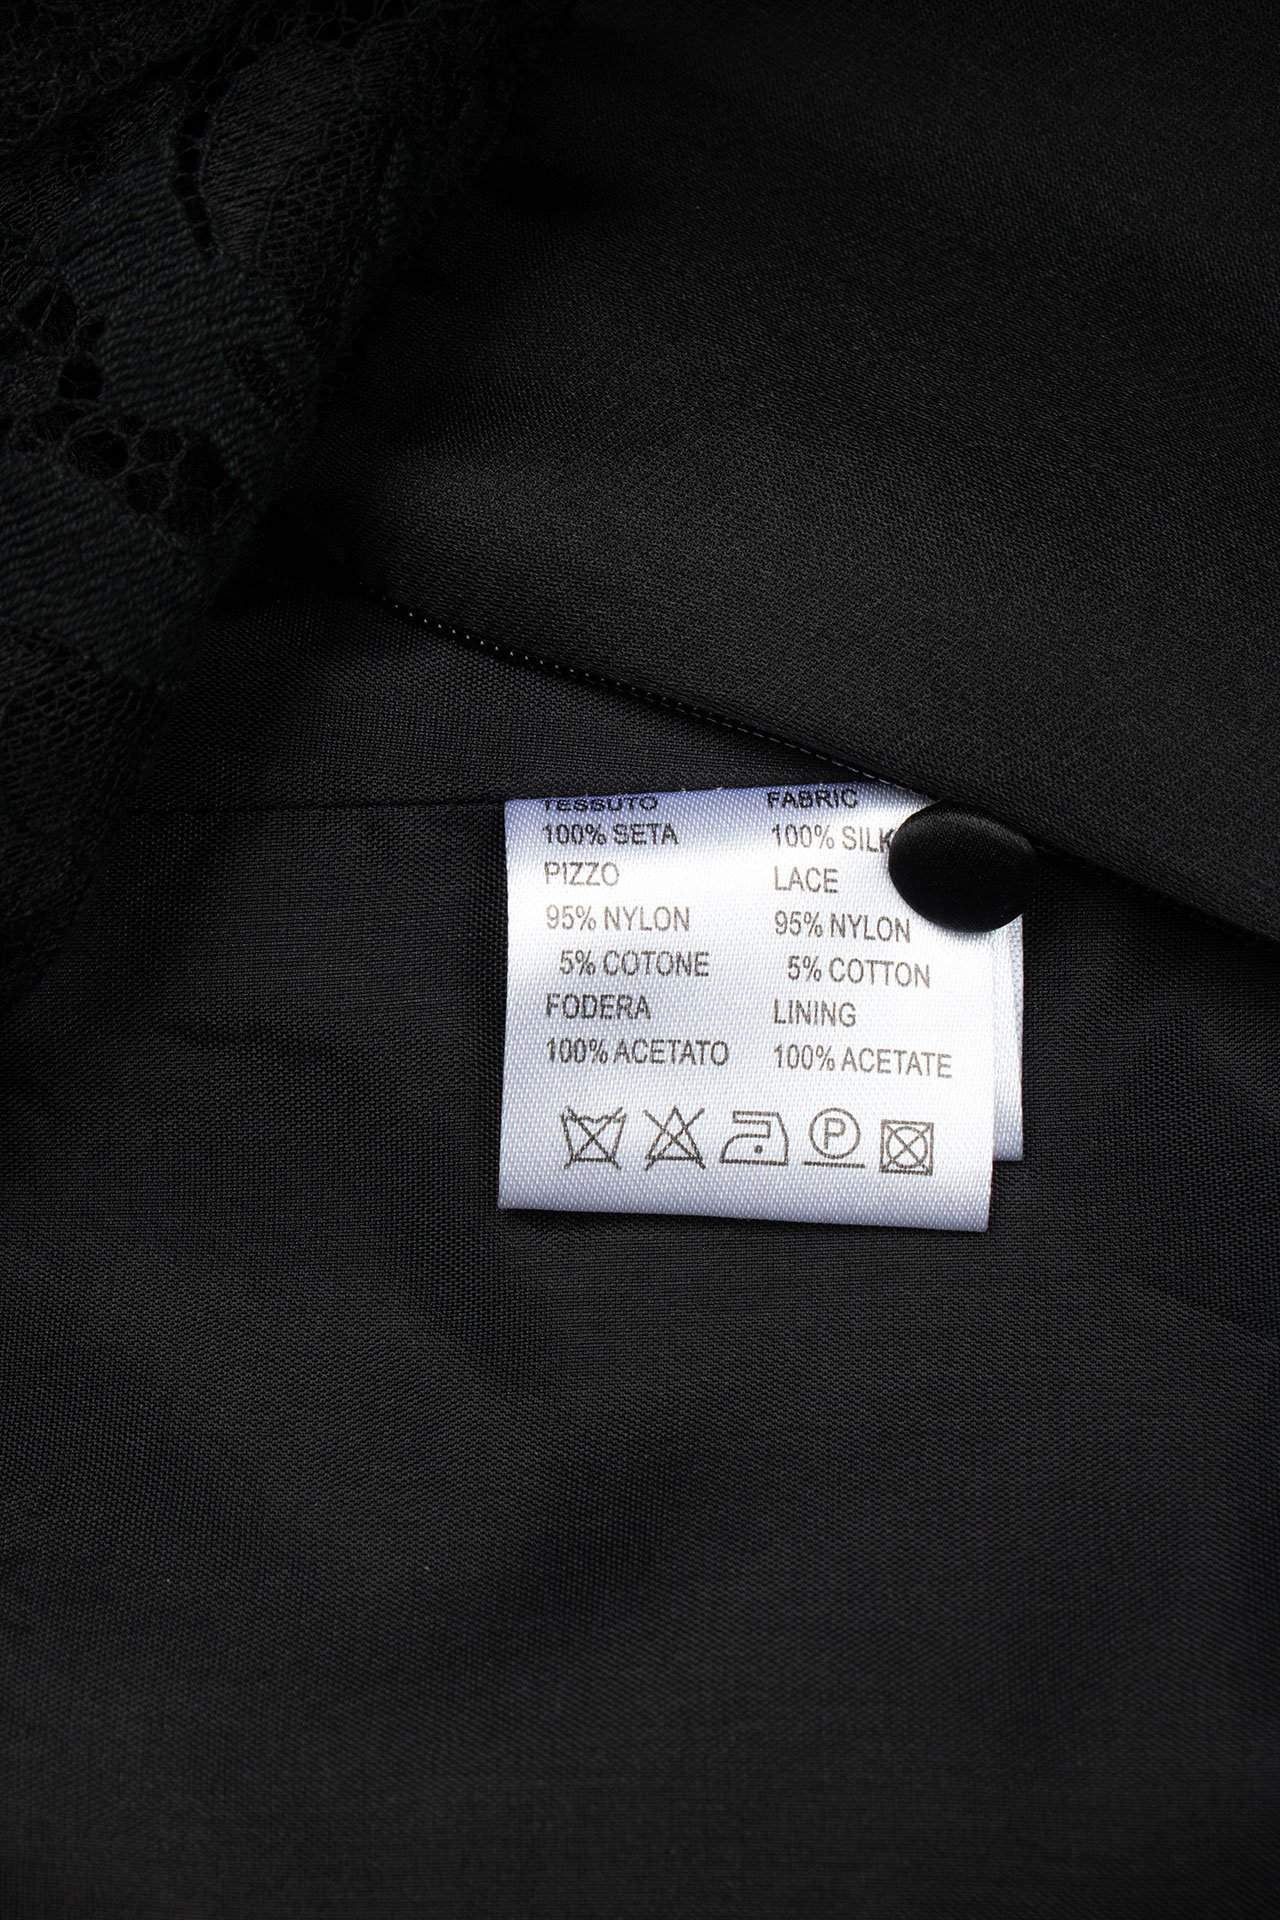 TESSUTO FABRIC
100% SETA 100% SILK
PIZZO LACE
95% NYLON 95% NYLON
5% COTONE 5% COTTON
FODERA LINING
100% ACETATO 100% ACETATE
P